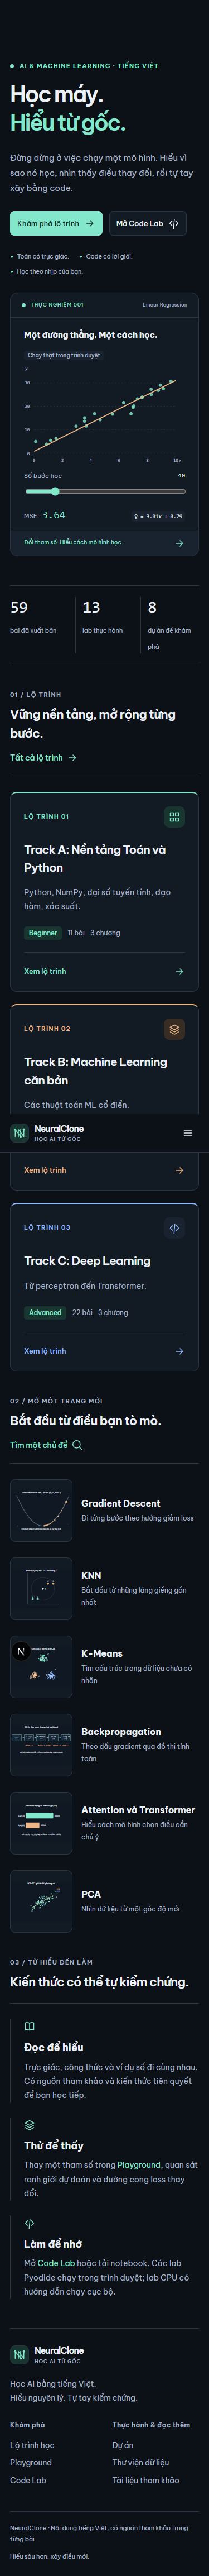 AI & MACHINE LEARNING · TIẾNG VIỆT
Học máy.
Hiểu từ gốc.
Đừng dừng ở việc chạy một mô hình. Hiểu vì
sao nó học, nhìn thấy điều thay đổi, rồi tự tay
xây bằng code.
Khám phá lộ trình →
Mở Code Lab
Toán có trực giác.
Code có lời giải.
Học theo nhịp của bạn.
THỰC NGHIỆM 001
Linear Regression
Một đường thẳng. Một cách học.
Chạy thật trong trình duyệt
y
30
20
10
0
0 2 4 6 8 10 x
Số bước học 40
MSE 3.64
ŷ = 3.01x + 0.79
Đổi tham số. Hiểu cách mô hình học. →
59
bài đã xuất bản
13
lab thực hành
8
dự án để khám
phá
01 / LỘ TRÌNH
Vững nền tảng, mở rộng từng
bước.
Tất cả lộ trình →
LỘ TRÌNH 01
Track A: Nền tảng Toán và
Python
Python, NumPy, đại số tuyến tính, đạo
hàm, xác suất.
Beginner 11 bài 3 chương
Xem lộ trình →
LỘ TRÌNH 02
Track B: Machine Learning
căn bản
Các thuật toán ML cổ điển.
NeuralClone
HỌC AI TỪ GỐC
Xem lộ trình →
LỘ TRÌNH 03
Track C: Deep Learning
Từ perceptron đến Transformer.
Advanced 22 bài 3 chương
Xem lộ trình →
02 / MỞ MỘT TRANG MỚI
Bắt đầu từ điều bạn tò mò.
Tìm một chủ đề
Gradient Descent
Đi từng bước theo hướng giảm loss
KNN
Bắt đầu từ những láng giềng gần
nhất
N
K-Means
Tìm cấu trúc trong dữ liệu chưa có
nhãn
Backpropagation
Theo dấu gradient qua đồ thị tính
toán
Attention và Transformer
Hiểu cách mô hình chọn điều cần
chú ý
PCA
Nhìn dữ liệu từ một góc độ mới
03 / TỪ HIỂU ĐẾN LÀM
Kiến thức có thể tự kiểm chứng.
Đọc để hiểu
Trực giác, công thức và ví dụ số đi cùng nhau.
Có nguồn tham khảo và kiến thức tiên quyết
để bạn học tiếp.
Thử để thấy
Thay một tham số trong Playground, quan sát
ranh giới dự đoán và đường cong loss thay
đổi.
Làm để nhớ
Mở Code Lab hoặc tải notebook. Các lab
Pyodide chạy trong trình duyệt; lab CPU có
hướng dẫn chạy cục bộ.
NeuralClone
HỌC AI TỪ GỐC
Học AI bằng tiếng Việt.
Hiểu nguyên lý. Tự tay kiểm chứng.
Khám phá
Lộ trình học
Playground
Code Lab
Thực hành & đọc thêm
Dự án
Thư viện dữ liệu
Tài liệu tham khảo
NeuralClone · Nội dung tiếng Việt, có nguồn tham khảo trong
từng bài.
Hiểu sâu hơn, xây điều mới.